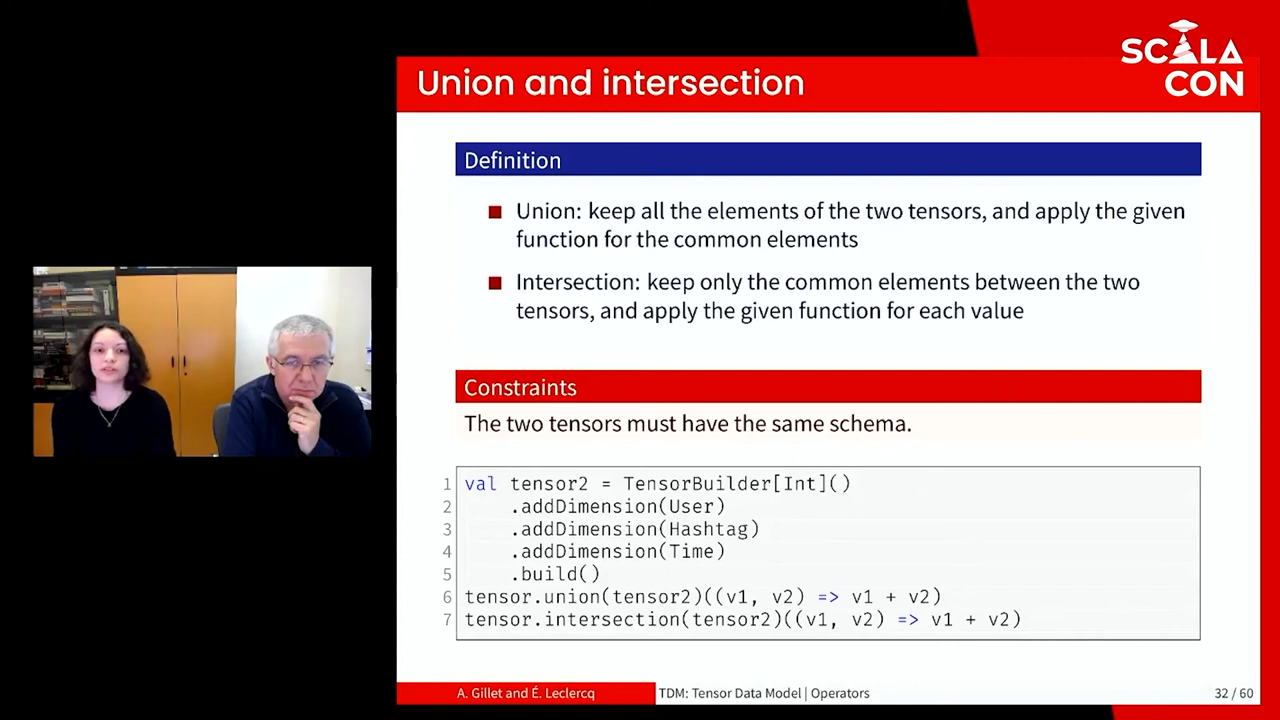 SCALA
CON
Union and intersection
Definition
Union: keep all the elements of the two tensors, and apply the given
function for the common elements
Intersection: keep only the common elements between the two
tensors, and apply the given function for each value
Constraints
The two tensors must have the same schema.
1 val tensor2 = TensorBuilder[Int]()
2 .addDimension(User)
3 .addDimension(Hashtag)
4 .addDimension(Time)
5 .build()
6 tensor.union(tensor2)((v1, v2) => v1 + v2)
7 tensor.intersection(tensor2)((v1, v2) => v1 + v2)
A. Gillet and É. Leclercq
TDM: Tensor Data Model | Operators
32 / 60